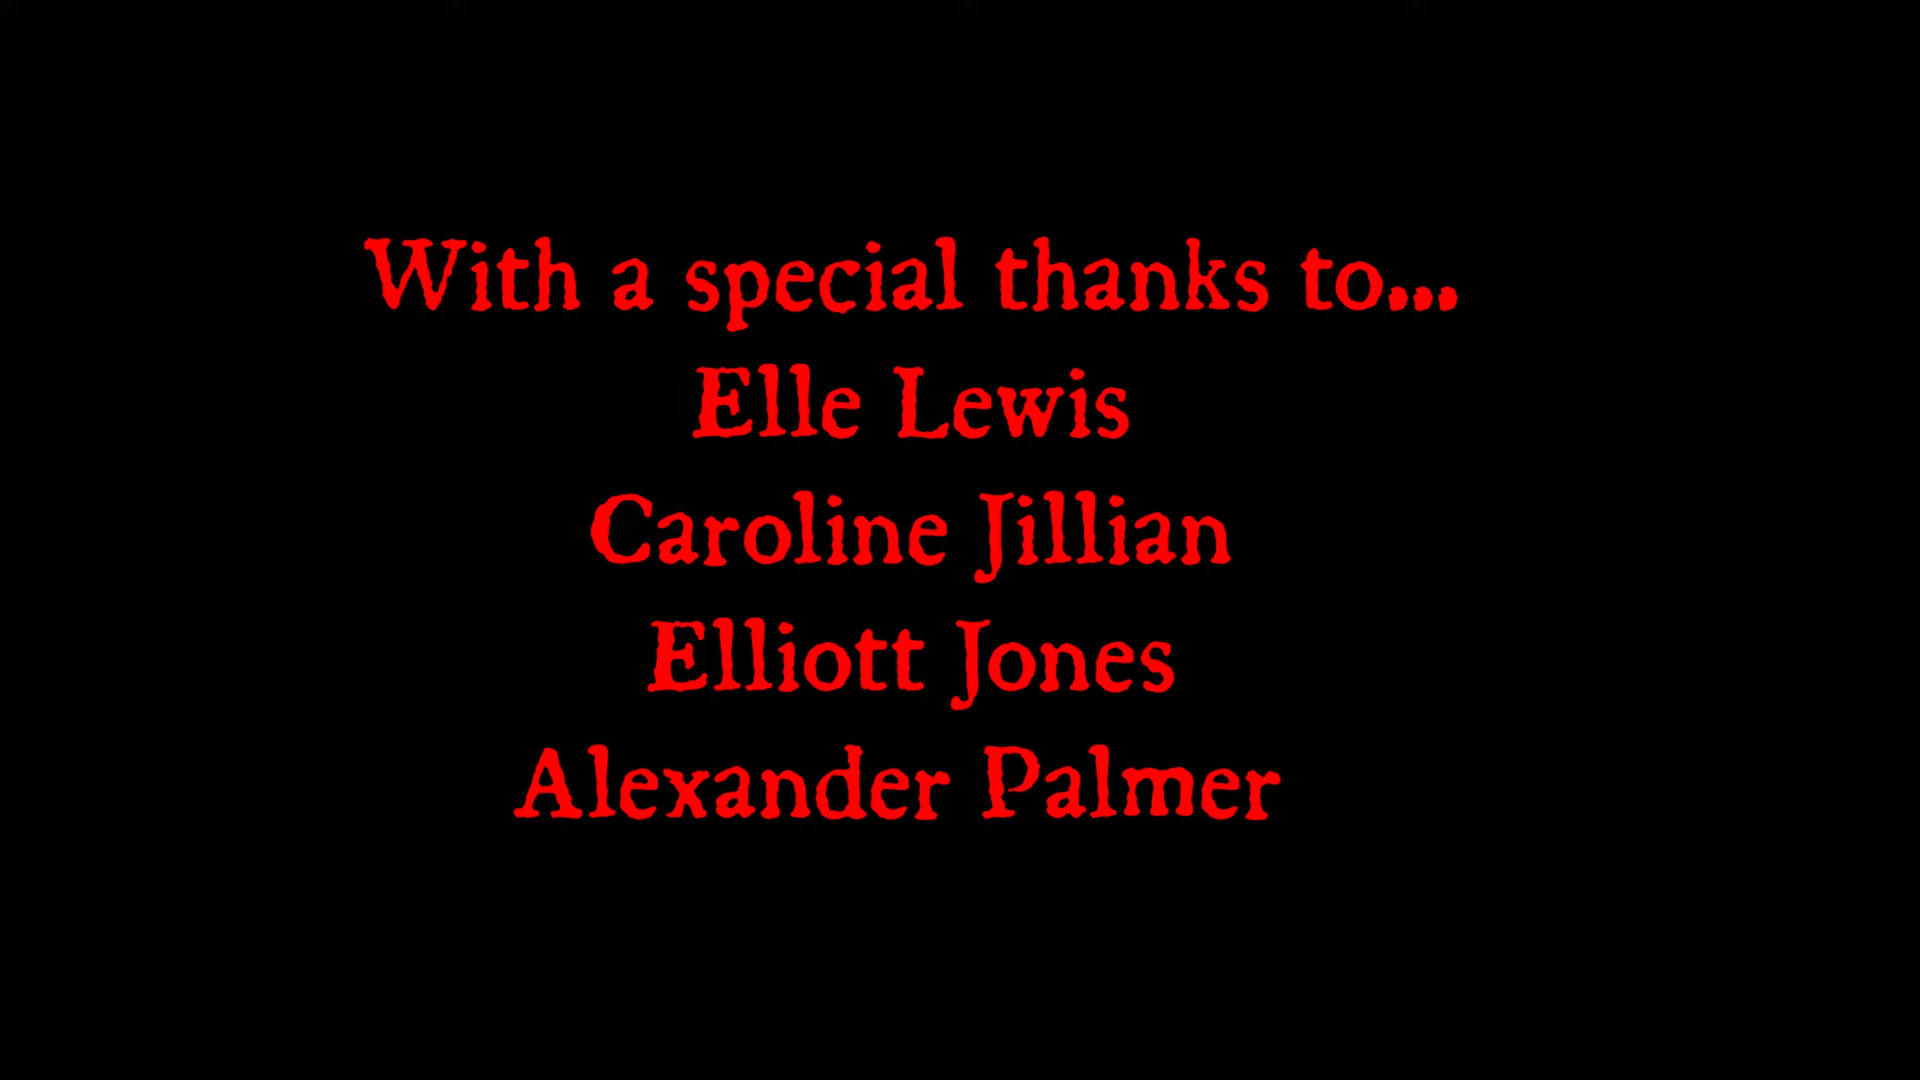 With a special thanks to...
Elle Lewis
Caroline Jillian
Elliott Jones
Alexander Palmer